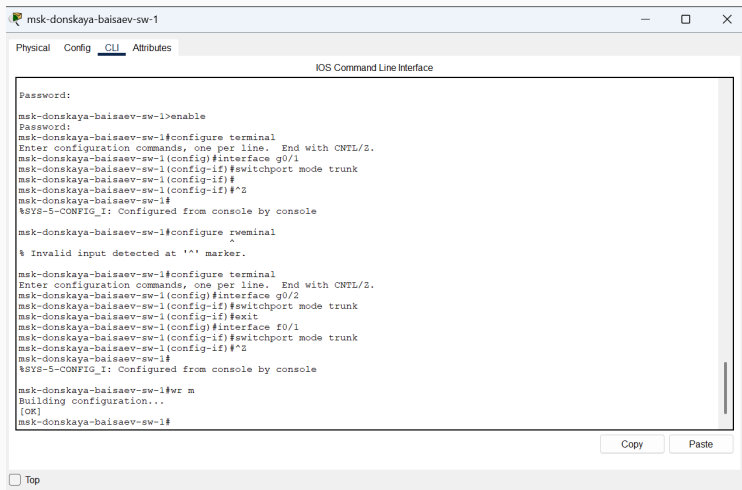 msk-donskaya-baisaev-sw-1
Physical Config CLI Attributes
IOS Command Line Interface
Password:
msk-donskaya-baisaev-sw-1>enable
Password:
msk-donskaya-baisaev-sw-1#configure terminal
Enter configuration commands, one per line.  End with CNTL/Z.
msk-donskaya-baisaev-sw-1(config)#interface g0/1
msk-donskaya-baisaev-sw-1(config-if)#switchport mode trunk
msk-donskaya-baisaev-sw-1(config-if)#
msk-donskaya-baisaev-sw-1(config-if)#^Z
msk-donskaya-baisaev-sw-1#
%SYS-5-CONFIG_I: Configured from console by console
msk-donskaya-baisaev-sw-1#configure rweminal
^
% Invalid input detected at '^' marker.
msk-donskaya-baisaev-sw-1#configure terminal
Enter configuration commands, one per line.  End with CNTL/Z.
msk-donskaya-baisaev-sw-1(config)#interface g0/2
msk-donskaya-baisaev-sw-1(config-if)#switchport mode trunk
msk-donskaya-baisaev-sw-1(config-if)#exit
msk-donskaya-baisaev-sw-1(config)#interface f0/1
msk-donskaya-baisaev-sw-1(config-if)#switchport mode trunk
msk-donskaya-baisaev-sw-1(config-if)#^Z
msk-donskaya-baisaev-sw-1#
%SYS-5-CONFIG_I: Configured from console by console
msk-donskaya-baisaev-sw-1#wr m
Building configuration...
[OK]
msk-donskaya-baisaev-sw-1#
Copy Paste
Top